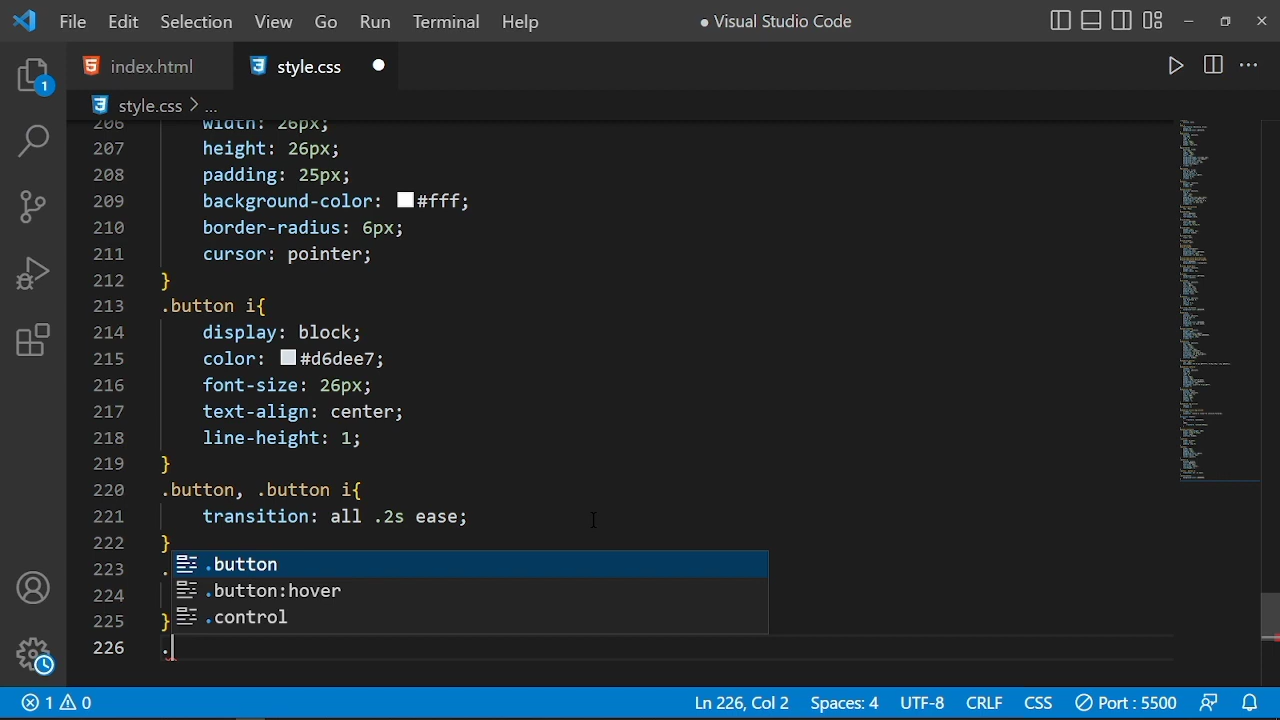 File Edit Selection View Go Run Terminal Help ● Visual Studio Code
index.html style.css
style.css > ...
206 width: 26px;
207 height: 26px;
208 padding: 25px;
209 background-color: #fff;
210 border-radius: 6px;
211 cursor: pointer;
212 }
213 .button i{
214 display: block;
215 color: #d6dee7;
216 font-size: 26px;
217 text-align: center;
218 line-height: 1;
219 }
220 .button, .button i{
221 transition: all .2s ease;
222 }
223 .
.button
.button:hover
224
.control
225 }
226 .
1
1 0 Ln 226, Col 2 Spaces: 4 UTF-8 CRLF CSS Port : 5500